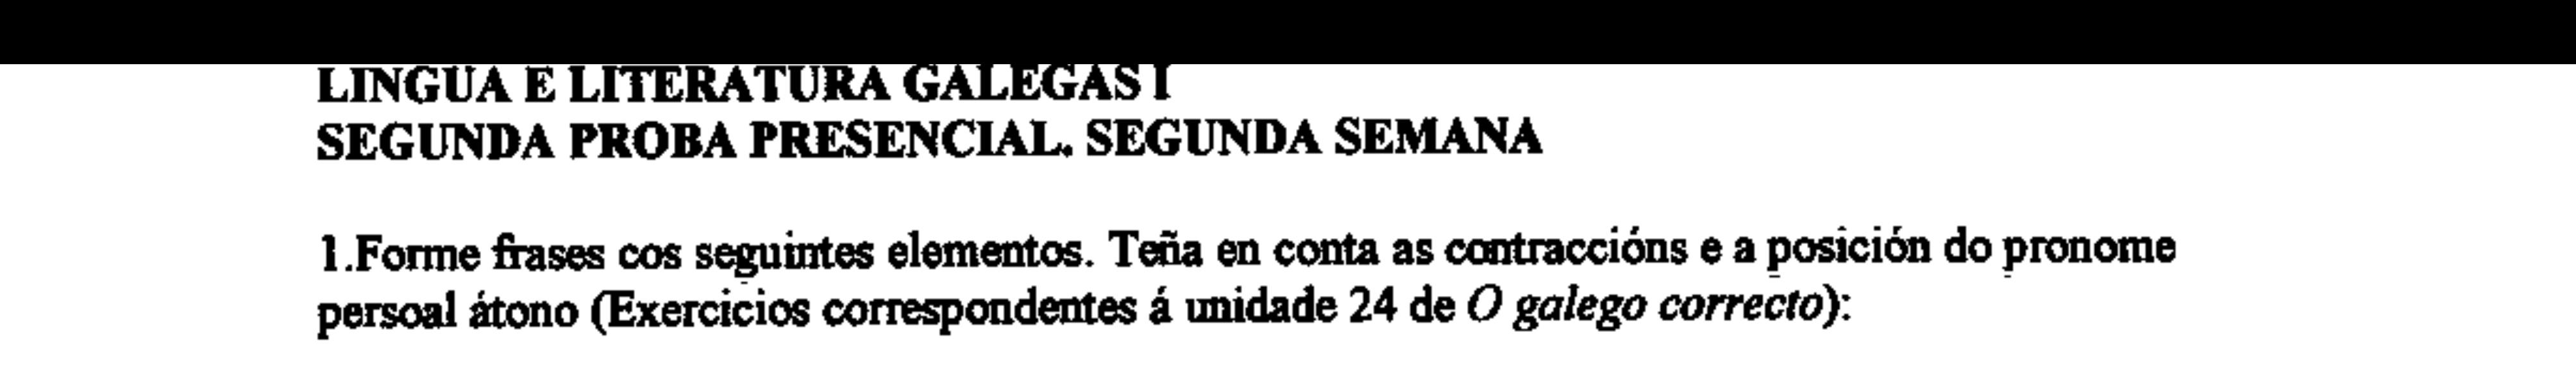 LINGUA E LITERATURA GALEGAS I
SEGUNDA PROBA PRESENCIAL. SEGUNDA SEMANA
1.Forme frases cos seguintes elementos. Teña en conta as contraccións e a posición do pronome
persoal átono (Exercicios correspondentes á unidade 24 de O galego correcto):